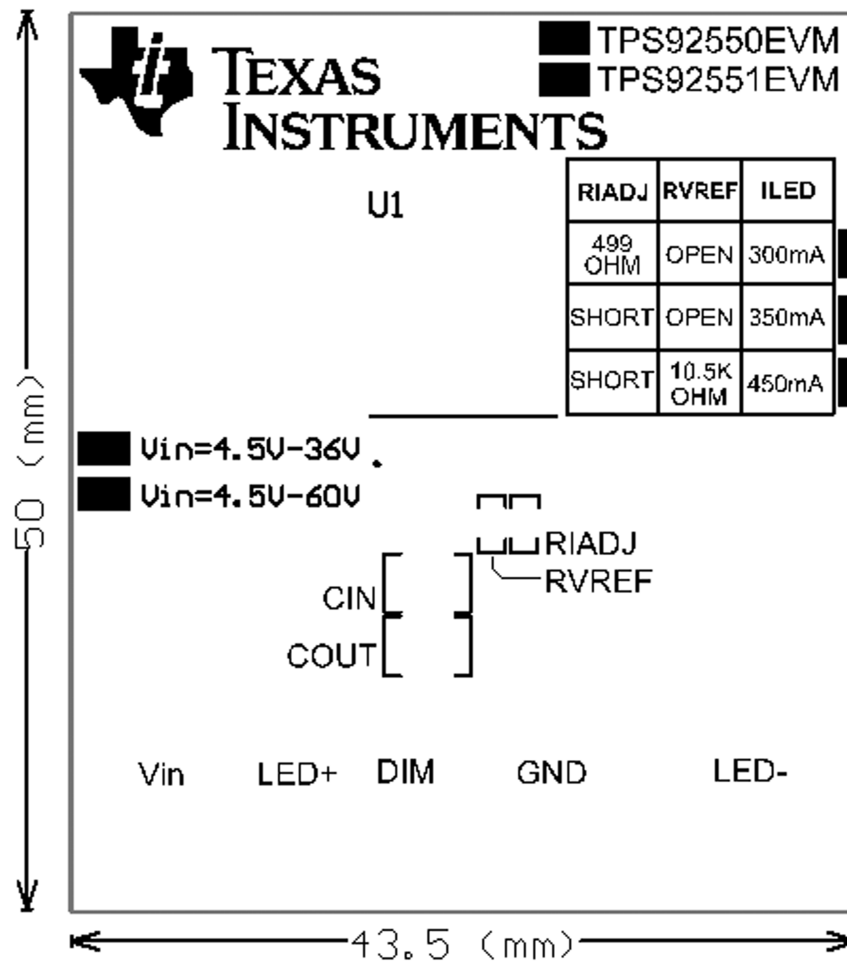 TEXAS
INSTRUMENTS
TPS92550EVM
TPS92551EVM
U1
RIADJ RVREF ILED
499
OHM
OPEN 300mA
SHORT OPEN 350mA
SHORT
10.5K
OHM
450mA
Vin=4.5V-36V
Vin=4.5V-60V
RIADJ
RVREF
CIN
COUT
Vin LED+ DIM GND LED-
50 (mm)
43.5 (mm)